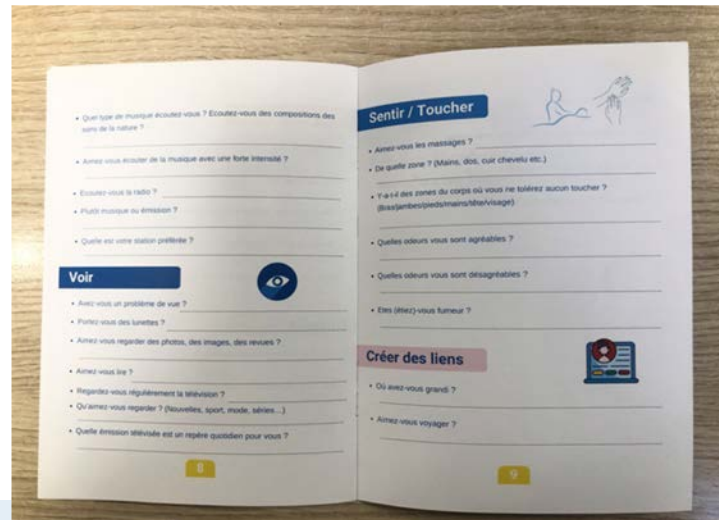 • Quel type de musique écoutez-vous ? Ecoutez-vous des compositions des
sons de la nature ?
• Aimez-vous écouter de la musique avec une forte intensité ?
• Ecoutez-vous la radio ?
• Plutôt musique ou émission ?
• Quelle est votre station préférée ?
Voir
• Avez-vous un problème de vue ?
• Portez-vous des lunettes ?
• Aimez-vous regarder des photos, des images, des revues ?
• Aimez-vous lire ?
• Regardez-vous régulièrement la télévision ?
• Qu'aimez-vous regarder ? (Nouvelles, sport, mode, séries...)
• Quelle émission télévisée est un repère quotidien pour vous ?
8
Sentir / Toucher
• Aimez-vous les massages ?
• De quelle zone ? (Mains, dos, cuir chevelu etc.)
• Y-a-t-il des zones du corps où vous ne tolérez aucun toucher ?
(Bras/jambes/pieds/mains/tête/visage)
• Quelles odeurs vous sont agréables ?
• Quelles odeurs vous sont désagréables ?
• Etes (étiez)-vous fumeur ?
Créer des liens
• Où avez-vous grandi ?
• Aimez-vous voyager ?
9